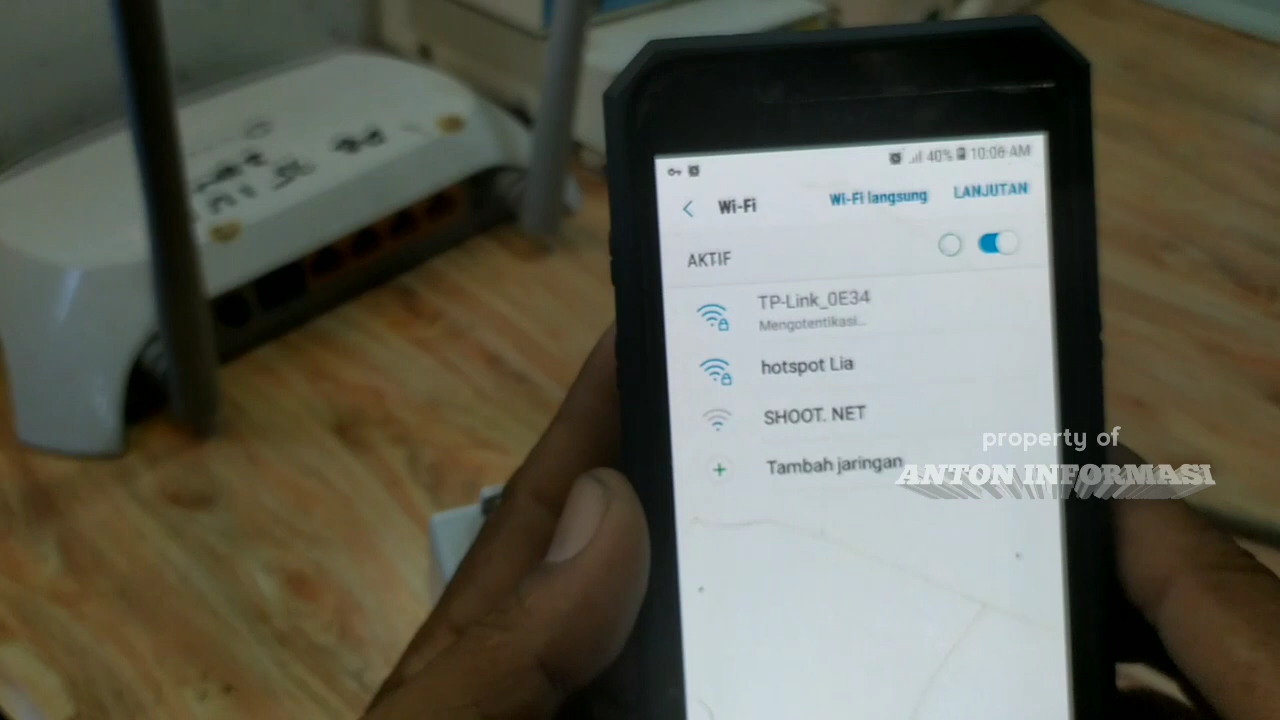 40% 10:06 AM
Wi-Fi Wi-Fi langsung LANJUTAN
AKTIF
TP-Link_0E34
Mengotentikasi...
hotspot Lia
SHOOT. NET
Tambah jaringan
property of
ANTON INFORMASI